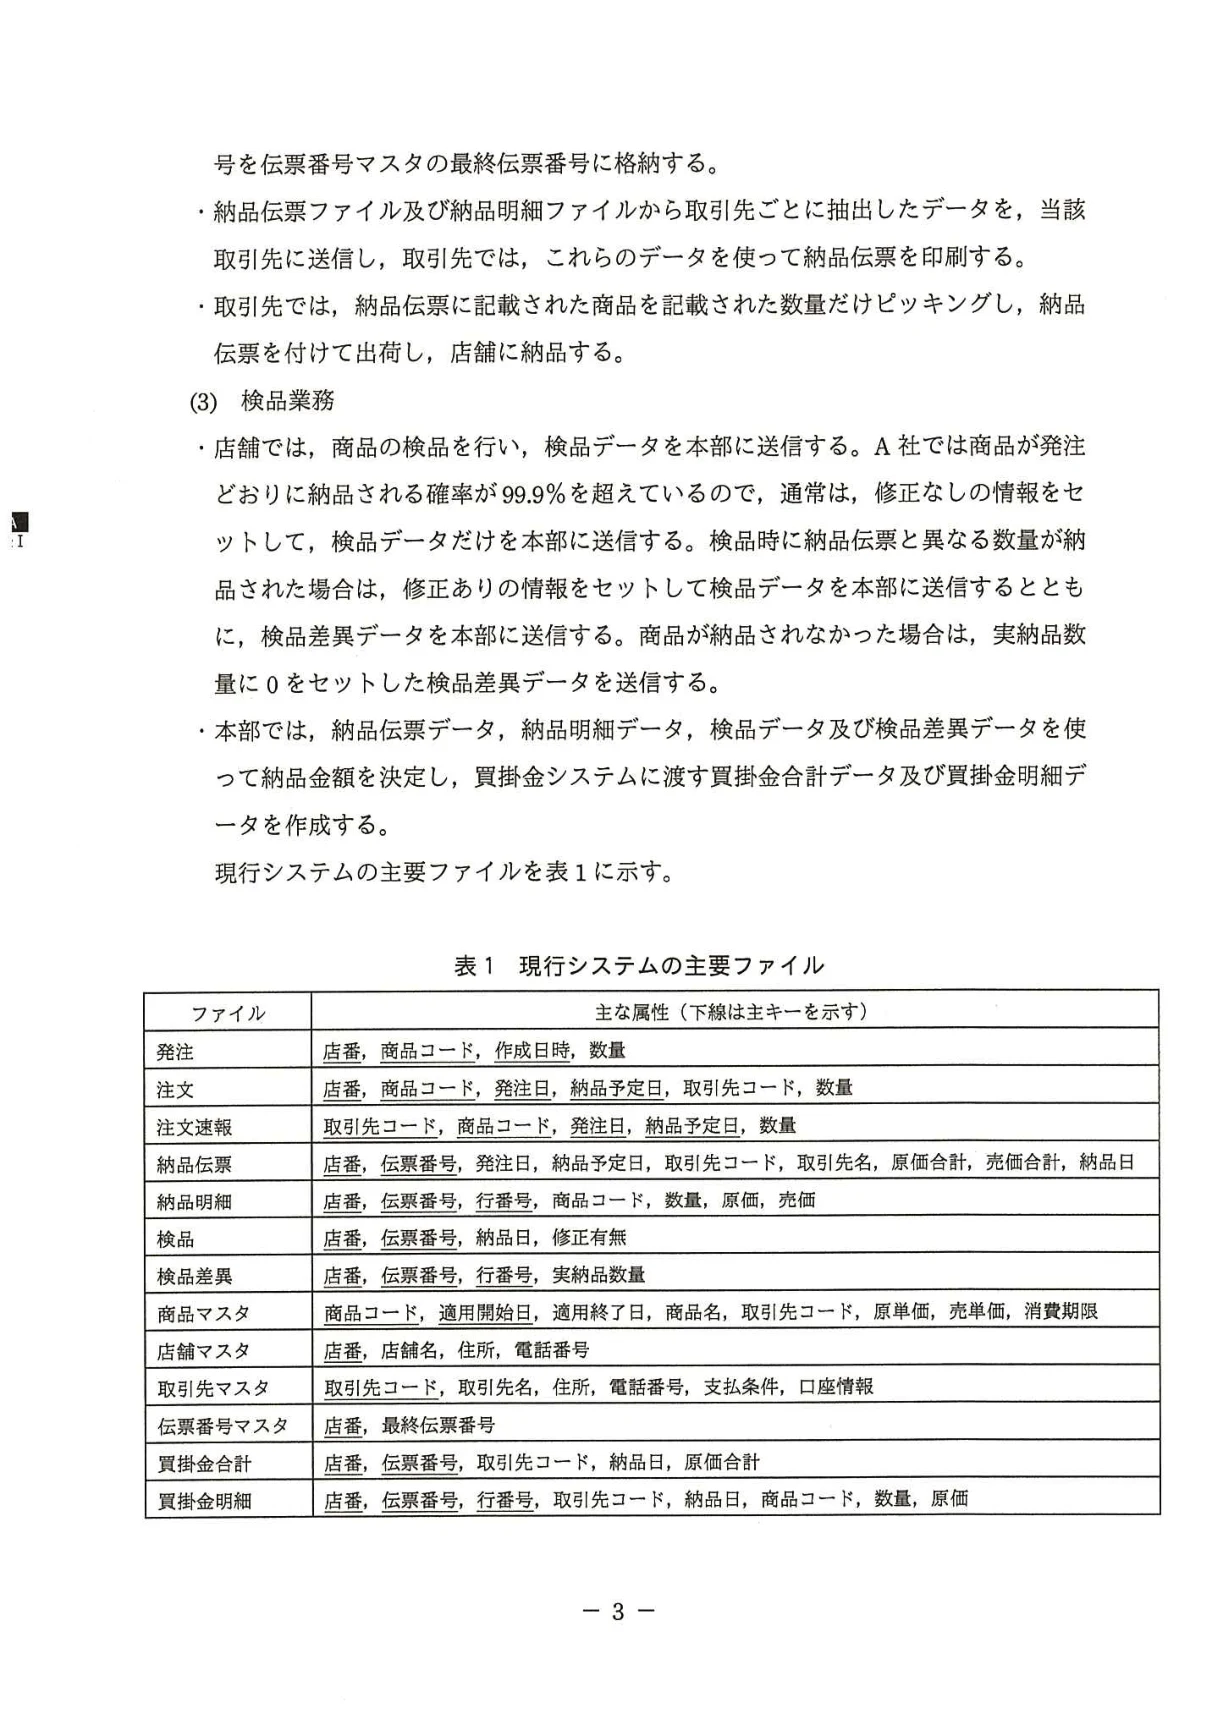 号を伝票番号マスタの最終伝票番号に格納する。
・納品伝票ファイル及び納品明細ファイルから取引先ごとに抽出したデータを，当該
取引先に送信し，取引先では，これらのデータを使って納品伝票を印刷する。
・取引先では，納品伝票に記載された商品を記載された数量だけピッキングし，納品
伝票を付けて出荷し，店舗に納品する。
(3)　検品業務
・店舗では，商品の検品を行い，検品データを本部に送信する。A 社では商品が発注
どおりに納品される確率が 99.9％を超えているので，通常は，修正なしの情報をセ
ットして，検品データだけを本部に送信する。検品時に納品伝票と異なる数量が納
品された場合は，修正ありの情報をセットして検品データを本部に送信するととも
に，検品差異データを本部に送信する。商品が納品されなかった場合は，実納品数
量に 0 をセットした検品差異データを送信する。
・本部では，納品伝票データ，納品明細データ，検品データ及び検品差異データを使
って納品金額を決定し，買掛金システムに渡す買掛金合計データ及び買掛金明細デ
ータを作成する。
現行システムの主要ファイルを表 1 に示す。
表 1　現行システムの主要ファイル
ファイル　主な属性（下線は主キーを示す）
発注　店番，商品コード，作成日時，数量
注文　店番，商品コード，発注日，納品予定日，取引先コード，数量
注文速報　取引先コード，商品コード，発注日，納品予定日，数量
納品伝票　店番，伝票番号，発注日，納品予定日，取引先コード，取引先名，原価合計，売価合計，納品日
納品明細　店番，伝票番号，行番号，商品コード，数量，原価，売価
検品　店番，伝票番号，納品日，修正有無
検品差異　店番，伝票番号，行番号，実納品数量
商品マスタ　商品コード，適用開始日，適用終了日，商品名，取引先コード，原単価，売単価，消費期限
店舗マスタ　店番，店舗名，住所，電話番号
取引先マスタ　取引先コード，取引先名，住所，電話番号，支払条件，口座情報
伝票番号マスタ　店番，最終伝票番号
買掛金合計　店番，伝票番号，取引先コード，納品日，原価合計
買掛金明細　店番，伝票番号，行番号，取引先コード，納品日，商品コード，数量，原価
－ 3 －